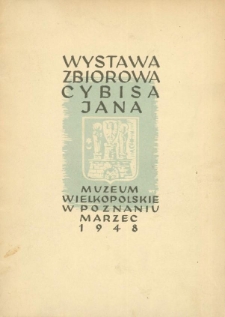 WYSTAWA
ZBIOROWA
CYBISA
JANA
MUZEUM
WIELKOPOLSKIE
W POZNANIU
MARZEC
1948